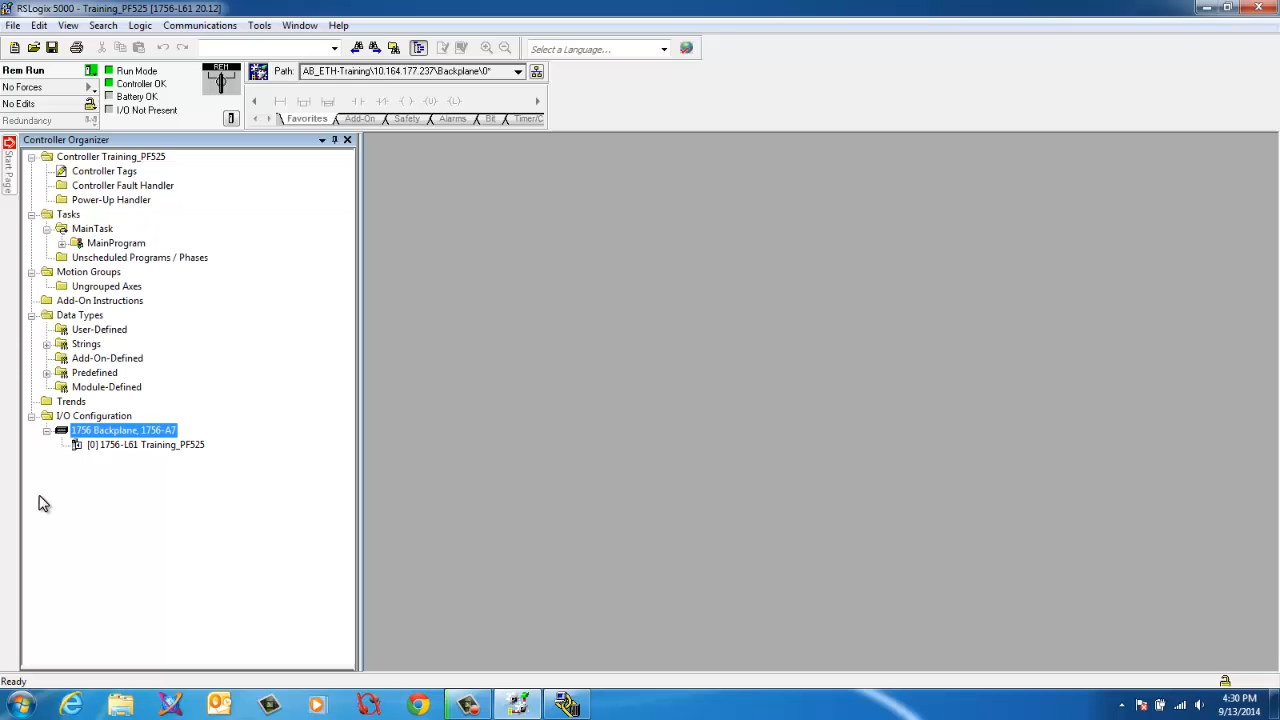 RSLogix 5000 - Training_PF525 [1756-L61 20.12]
File Edit View Search Logic Communications Tools Window Help
Select a Language...
Rem Run
No Forces
No Edits
Redundancy
Run Mode
Controller OK
Battery OK
I/O Not Present
REM
Path: AB_ETH-Training\10.164.177.237\Backplane\0*
Favorites Add-On Safety Alarms Bit Timer/C
Controller Organizer
Start Page
Controller Training_PF525
Controller Tags
Controller Fault Handler
Power-Up Handler
Tasks
MainTask
MainProgram
Unscheduled Programs / Phases
Motion Groups
Ungrouped Axes
Add-On Instructions
Data Types
User-Defined
Strings
Add-On-Defined
Predefined
Module-Defined
Trends
I/O Configuration
1756 Backplane, 1756-A7
[0] 1756-L61 Training_PF525
Ready
4:30 PM
9/13/2014